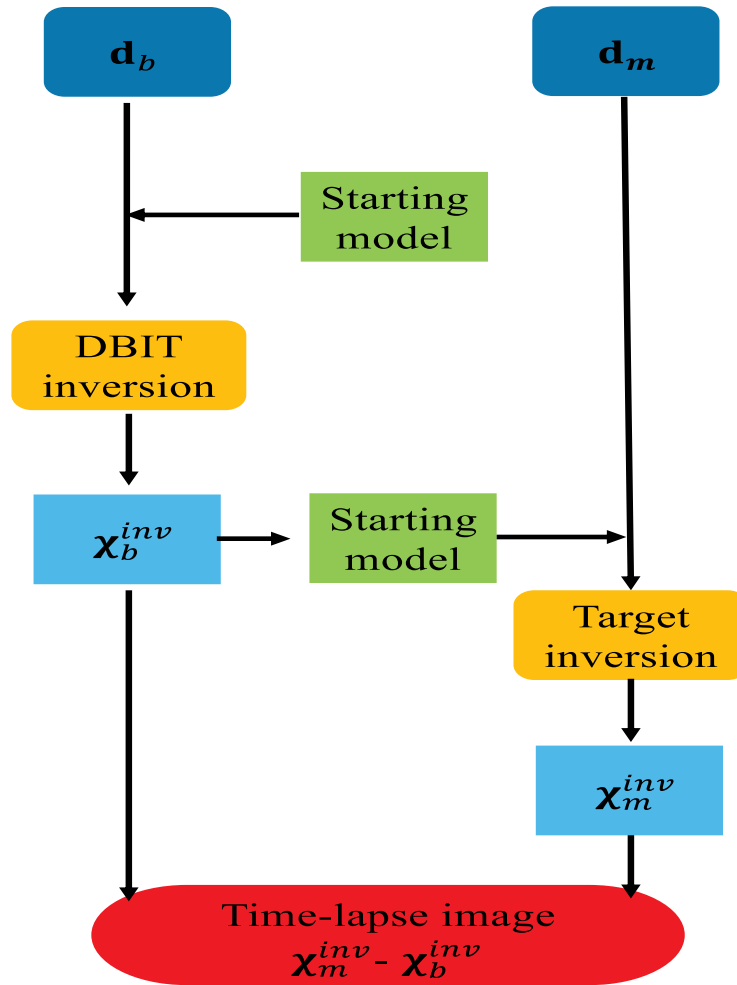 d_b
d_m
Starting
model
DBIT
inversion
χ_b^{inv}
Starting
model
Target
inversion
χ_m^{inv}
Time-lapse image
χ_m^{inv} - χ_b^{inv}